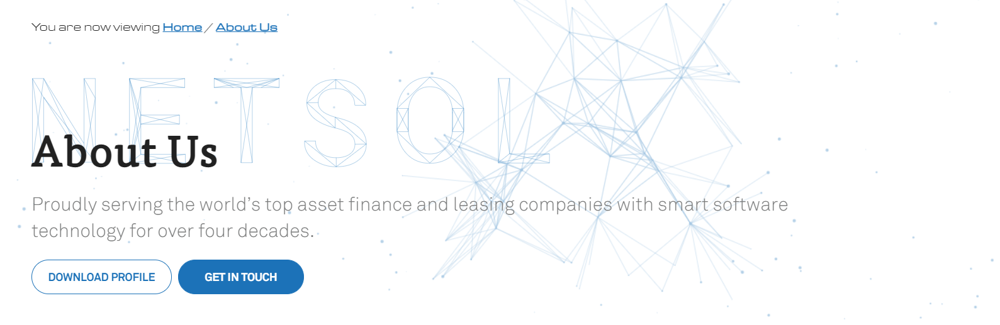 You are now viewing Home / About Us
NETSOL
About Us
Proudly serving the world’s top asset finance and leasing companies with smart software
technology for over four decades.
DOWNLOAD PROFILE GET IN TOUCH